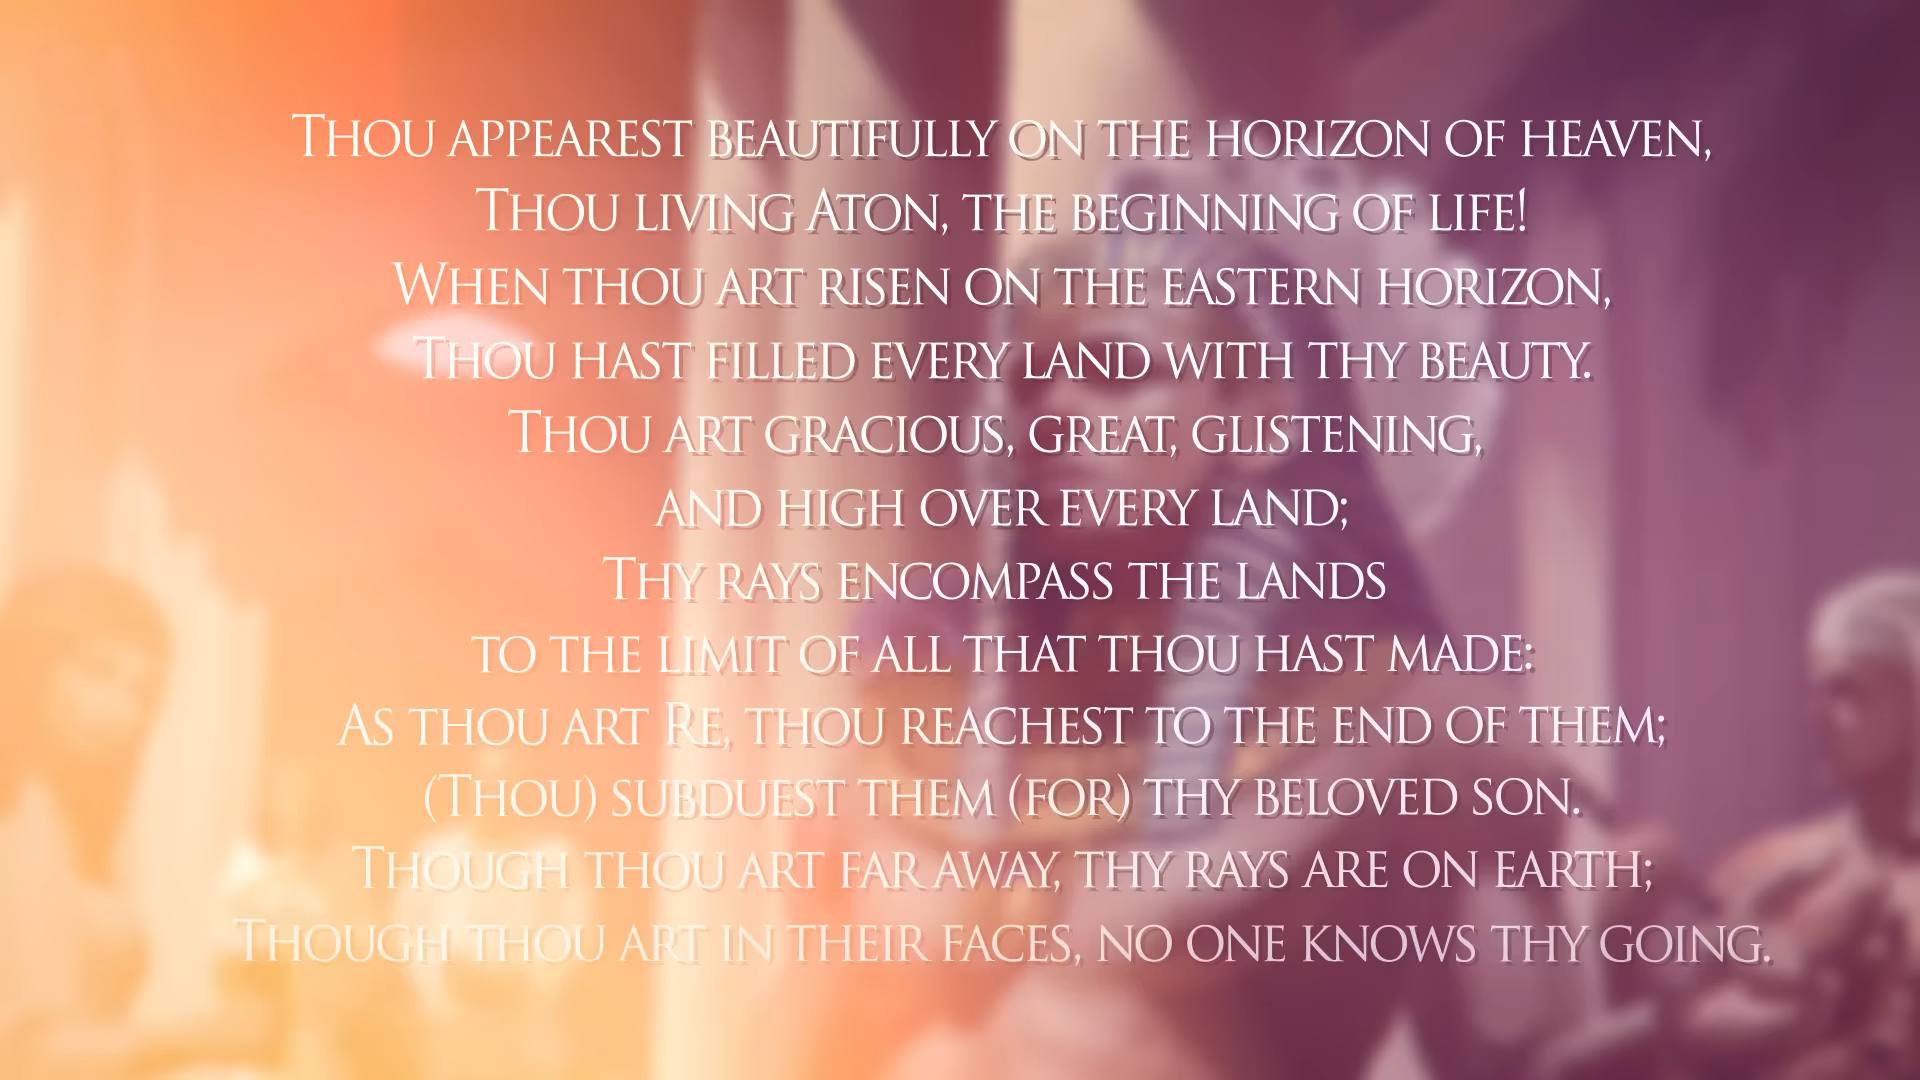 Thou appearest beautifully on the horizon of heaven,
Thou living Aton, the beginning of life!
When thou art risen on the eastern horizon,
Thou hast filled every land with thy beauty.
Thou art gracious, great, glistening,
and high over every land;
Thy rays encompass the lands
to the limit of all that thou hast made:
As thou art Re, thou reachest to the end of them;
(Thou) subduest them (for) thy beloved son.
Though thou art far away, thy rays are on earth;
Though thou art in their faces, no one knows thy going.